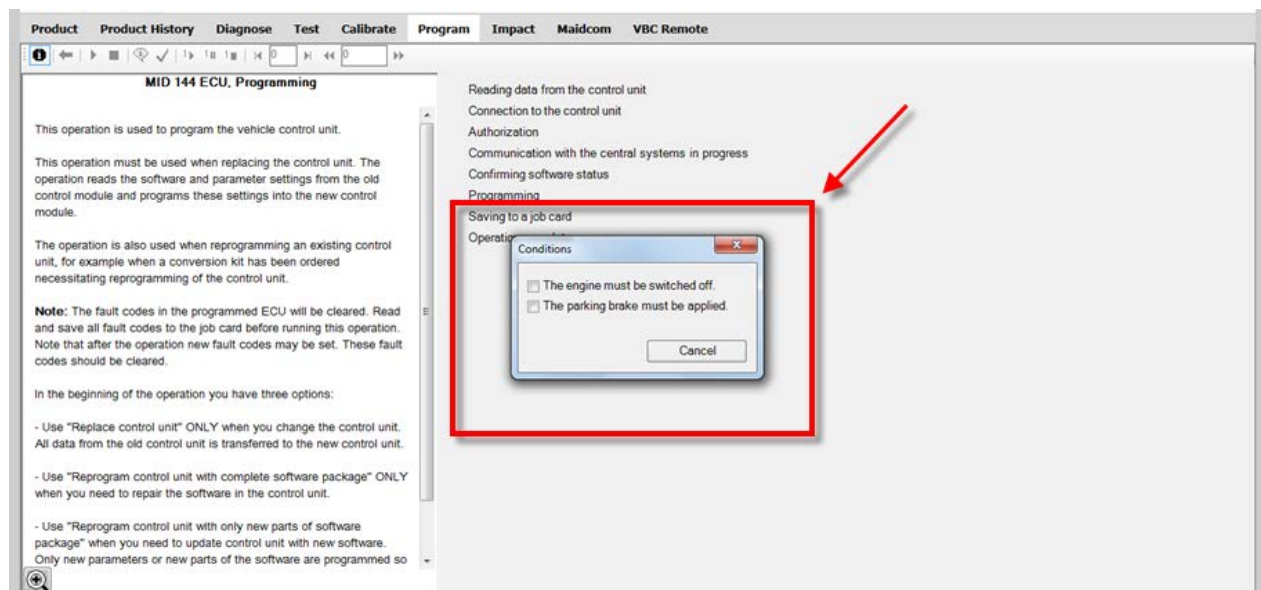 Product Product History Diagnose Test Calibrate Program Impact Maidcom VBC Remote
0 0
MID 144 ECU, Programming
This operation is used to program the vehicle control unit.
This operation must be used when replacing the control unit. The
operation reads the software and parameter settings from the old
control module and programs these settings into the new control
module.
The operation is also used when reprogramming an existing control
unit, for example when a conversion kit has been ordered
necessitating reprogramming of the control unit.
Note: The fault codes in the programmed ECU will be cleared. Read
and save all fault codes to the job card before running this operation.
Note that after the operation new fault codes may be set. These fault
codes should be cleared.
In the beginning of the operation you have three options:
- Use "Replace control unit" ONLY when you change the control unit.
All data from the old control unit is transferred to the new control unit.
- Use "Reprogram control unit with complete software package" ONLY
when you need to repair the software in the control unit.
- Use "Reprogram control unit with only new parts of software
package" when you need to update control unit with new software.
Only new parameters or new parts of the software are programmed so
Reading data from the control unit
Connection to the control unit
Authorization
Communication with the central systems in progress
Confirming software status
Programming
Saving to a job card
Conditions
The engine must be switched off.
The parking brake must be applied.
Cancel